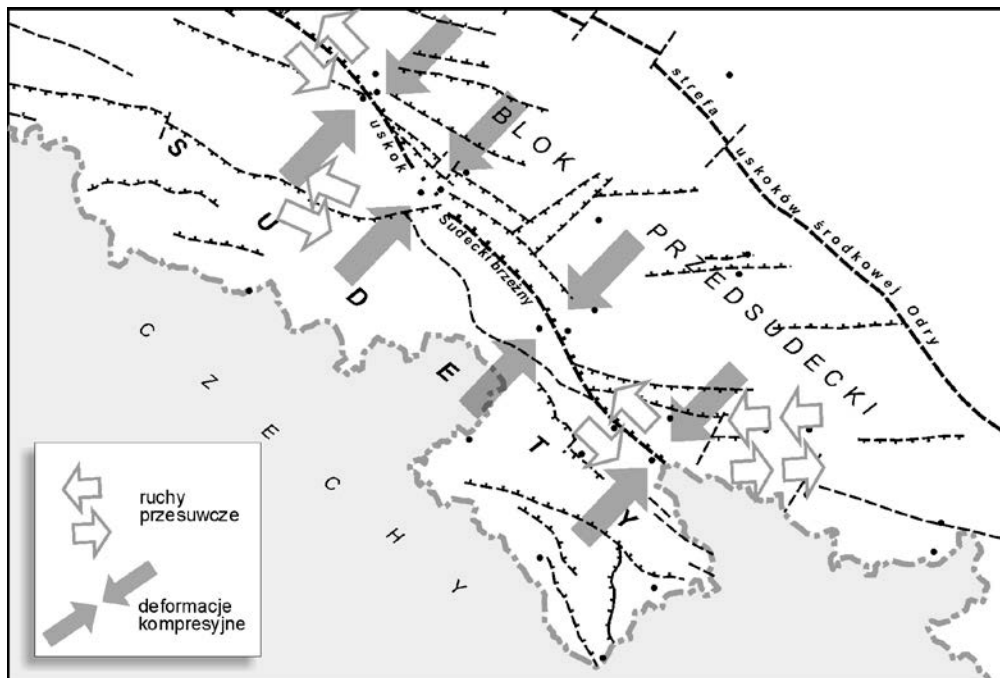 BLOK
PRZEDSUDECKI
strefa uskoków środkowej Odry
uskok
Sudecki brzeżny
SUDETY
CZECHY
ruchy
przesuwcze
deformacje
kompresyjne